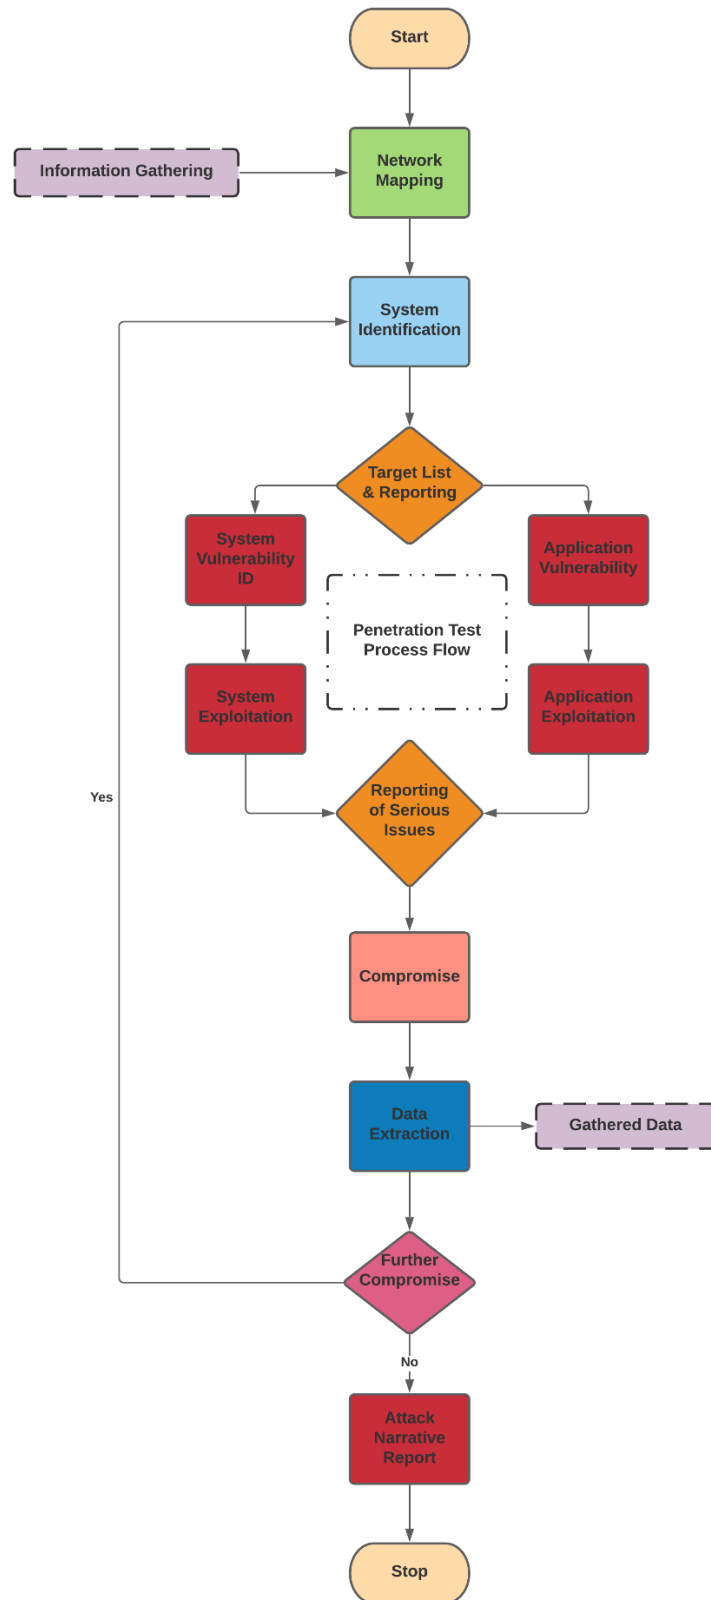 Start
Information Gathering
Network
Mapping
System
Identification
Target List
& Reporting
System
Vulnerability
ID
Application
Vulnerability
Penetration Test
Process Flow
System
Exploitation
Application
Exploitation
Reporting
of Serious
Issues
Yes
Compromise
Data
Extraction
Gathered Data
Further
Compromise
No
Attack
Narrative
Report
Stop